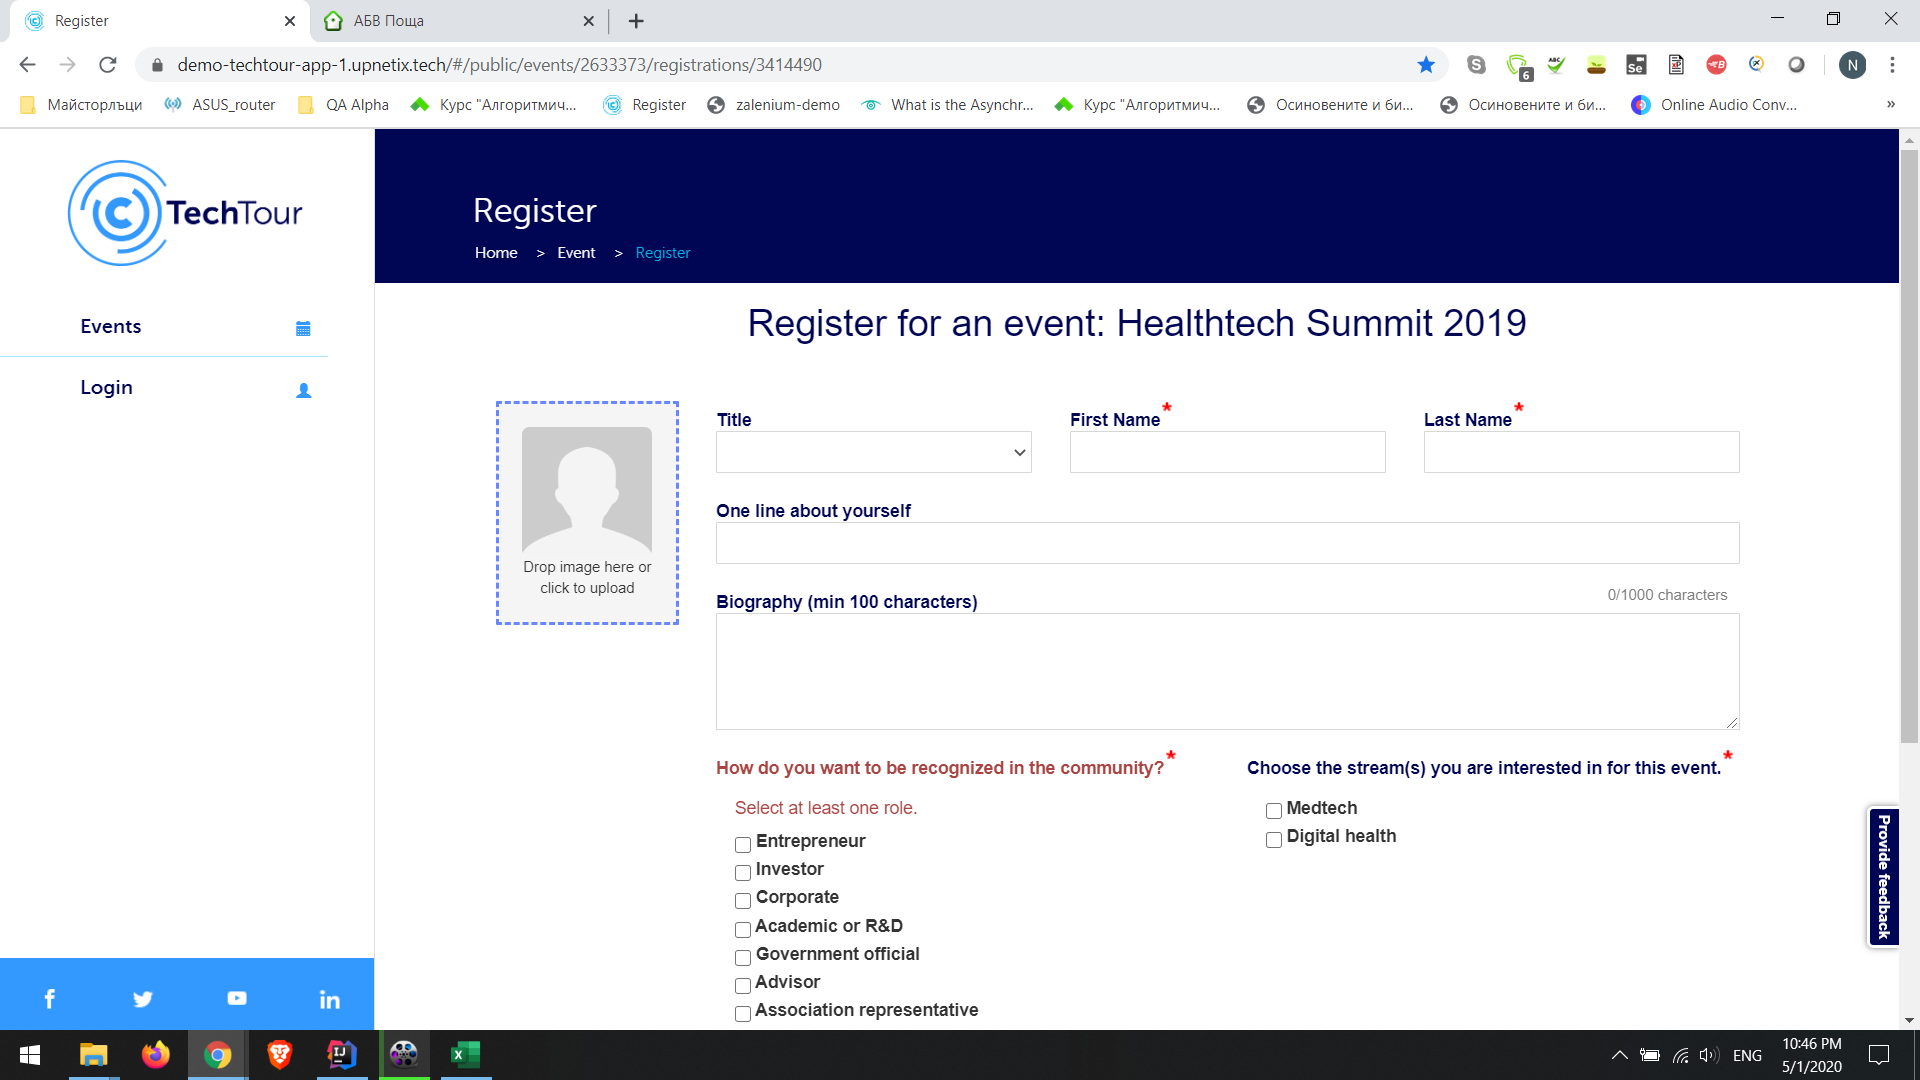 Register
АБВ Поща
demo-techtour-app-1.upnetix.tech/#/public/events/2633373/registrations/3414490
6
ABC
Se
N
Майсторлъци
ASUS_router
QA Alpha
Курс "Алгоритмич...
Register
zalenium-demo
What is the Asynchr...
Курс "Алгоритмич...
Осиновените и би...
Осиновените и би...
Online Audio Conv...
»
TechTour
Events
Login
Register
Home > Event > Register
Register for an event: Healthtech Summit 2019
Drop image here or
click to upload
Title
First Name*
Last Name*
One line about yourself
Biography (min 100 characters)
0/1000 characters
How do you want to be recognized in the community?*
Select at least one role.
Entrepreneur
Investor
Corporate
Academic or R&D
Government official
Advisor
Association representative
Choose the stream(s) you are interested in for this event.*
Medtech
Digital health
Provide feedback
ENG
10:46 PM
5/1/2020